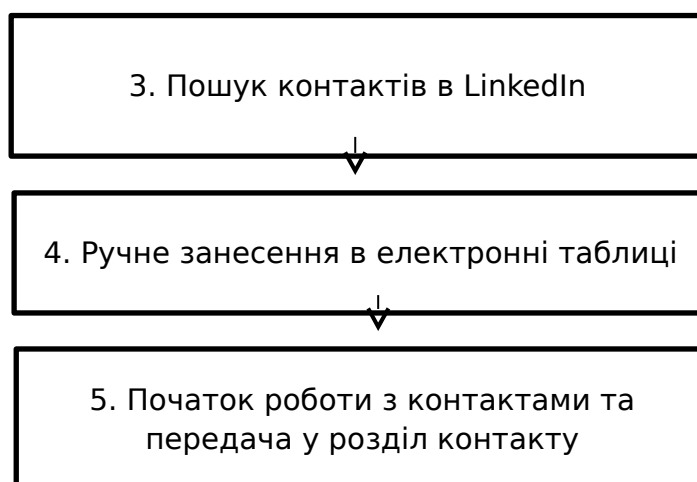 3. Пошук контактів в LinkedIn
4. Ручне занесення в електронні таблиці
5. Початок роботи з контактами та
передача у розділ контакту